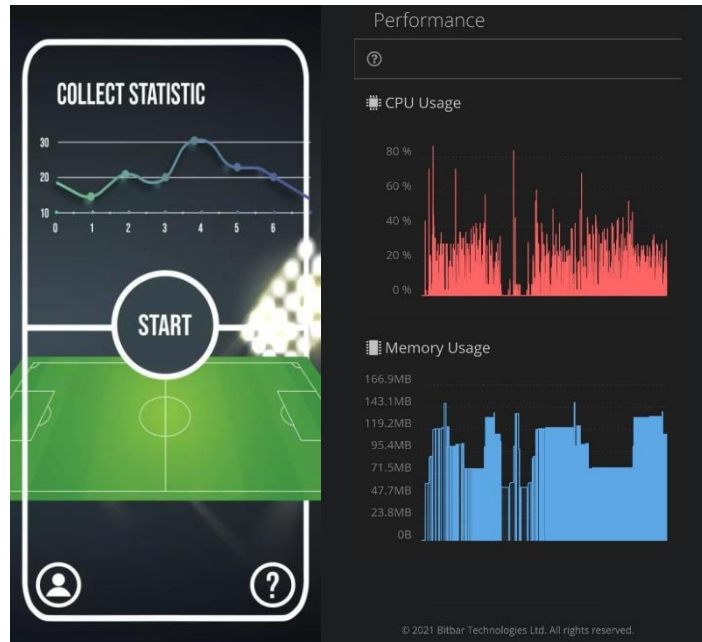 COLLECT STATISTIC
30
20
10
0 1 2 3 4 5 6
START
?
Performance
?
CPU Usage
80 %
60 %
40 %
20 %
0 %
Memory Usage
166.9MB
143.1MB
119.2MB
95.4MB
71.5MB
47.7MB
23.8MB
0B
© 2021 Bitbar Technologies Ltd. All rights reserved.